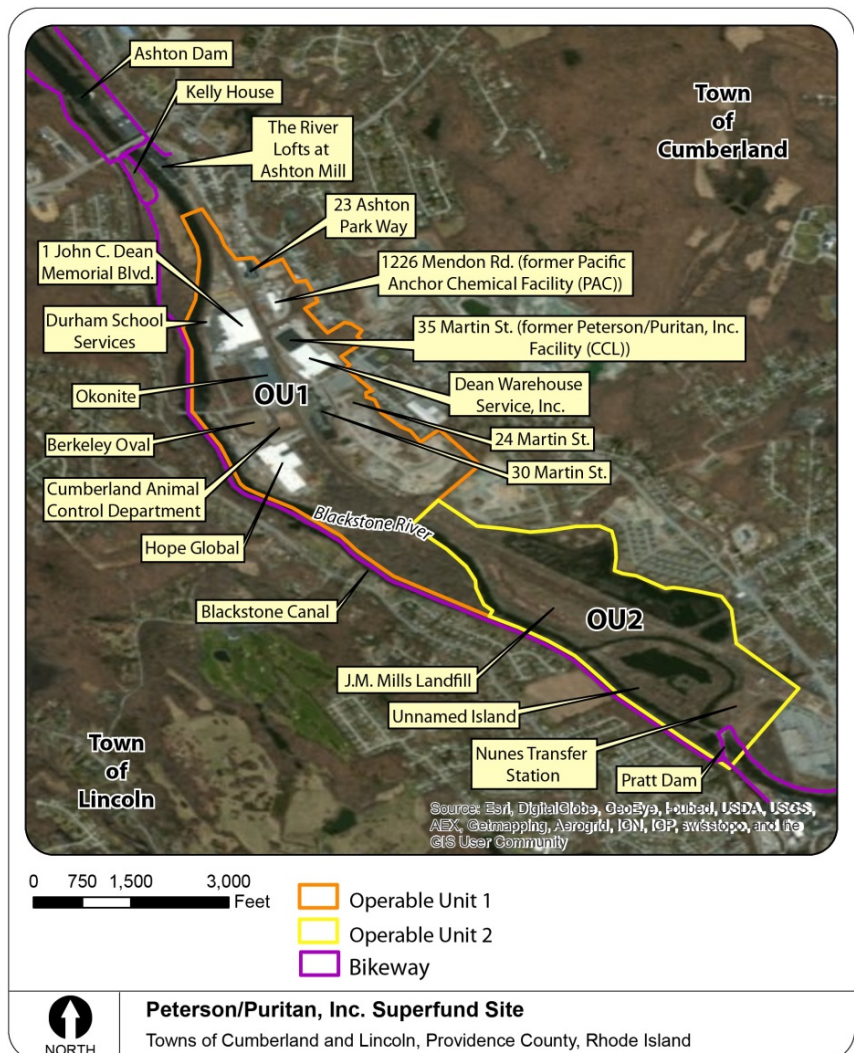 Ashton Dam
Kelly House
The River
Lofts at
Ashton Mill
Town
of
Cumberland
23 Ashton
Park Way
1 John C. Dean
Memorial Blvd.
1226 Mendon Rd. (former Pacific
Anchor Chemical Facility (PAC))
Durham School
Services
35 Martin St. (former Peterson/Puritan, Inc.
Facility (CCL))
Okonite
OU1
Dean Warehouse
Service, Inc.
Berkeley Oval
24 Martin St.
30 Martin St.
Cumberland Animal
Control Department
Hope Global
Blackstone River
Blackstone Canal
OU2
J.M. Mills Landfill
Unnamed Island
Town
of
Lincoln
Nunes Transfer
Station
Pratt Dam
Source: Esri, DigitalGlobe, GeoEye, i-cubed, USDA, USGS,
AEX, Getmapping, Aerogrid, IGN, IGP, swisstopo, and the
GIS User Community
0 750 1,500 3,000
Feet
Operable Unit 1
Operable Unit 2
Bikeway
NORTH
Peterson/Puritan, Inc. Superfund Site
Towns of Cumberland and Lincoln, Providence County, Rhode Island